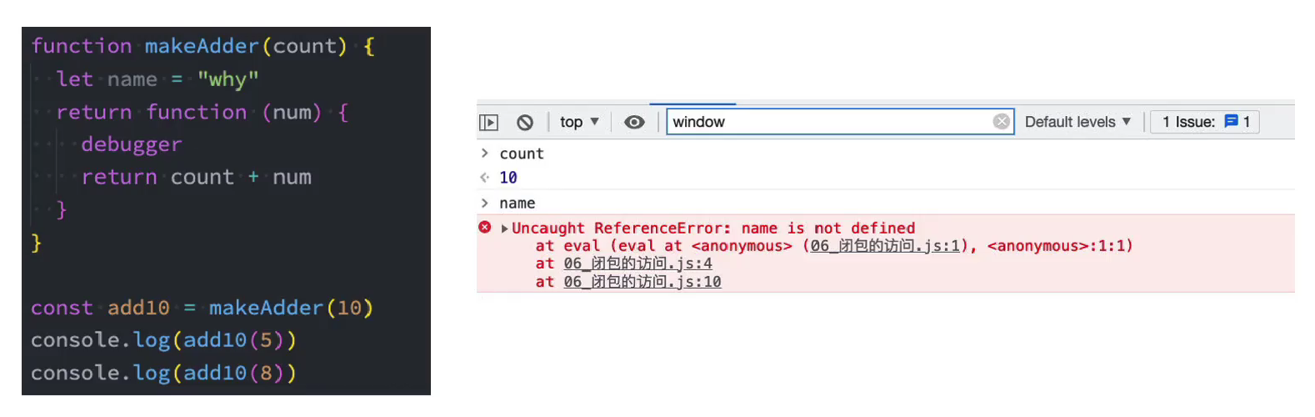 function makeAdder(count) {
let name = "why"
return function (num) {
debugger
return count + num
}
}
const add10 = makeAdder(10)
console.log(add10(5))
console.log(add10(8))
top ▼
window
Default levels ▼
1 Issue: 1
> count
10
> name
Uncaught ReferenceError: name is not defined
at eval (eval at <anonymous> (06_闭包的访问.js:1), <anonymous>:1:1)
at 06_闭包的访问.js:4
at 06_闭包的访问.js:10